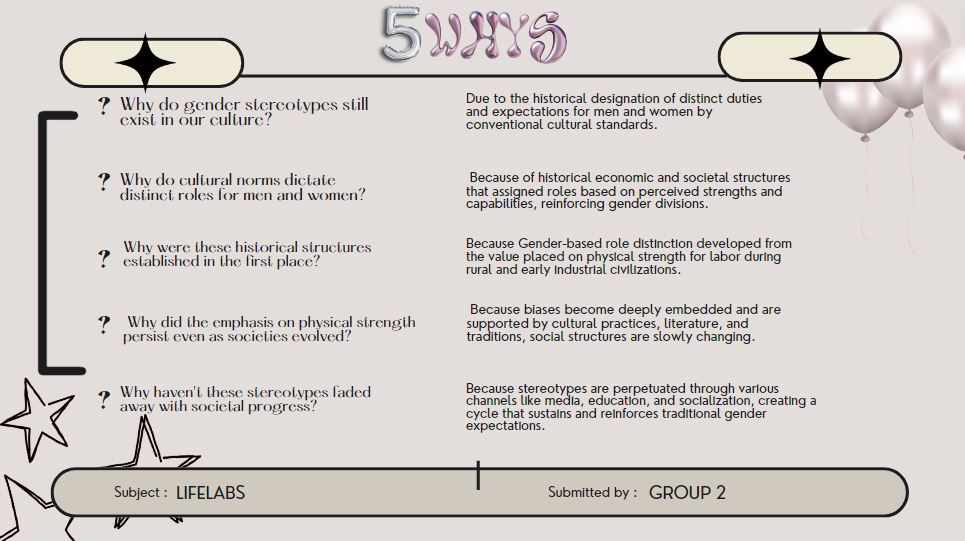 5 WHYS
? Why do gender stereotypes still
exist in our culture?
Due to the historical designation of distinct duties
and expectations for men and women by
conventional cultural standards.
? Why do cultural norms dictate
distinct roles for men and women?
Because of historical economic and societal structures
that assigned roles based on perceived strengths and
capabilities, reinforcing gender divisions.
? Why were these historical structures
established in the first place?
Because Gender-based role distinction developed from
the value placed on physical strength for labor during
rural and early industrial civilizations.
? Why did the emphasis on physical strength
persist even as societies evolved?
Because biases become deeply embedded and are
supported by cultural practices, literature, and
traditions, social structures are slowly changing.
? Why haven't these stereotypes faded
away with societal progress?
Because stereotypes are perpetuated through various
channels like media, education, and socialization, creating a
cycle that sustains and reinforces traditional gender
expectations.
Subject : LIFELABS
Submitted by : GROUP 2